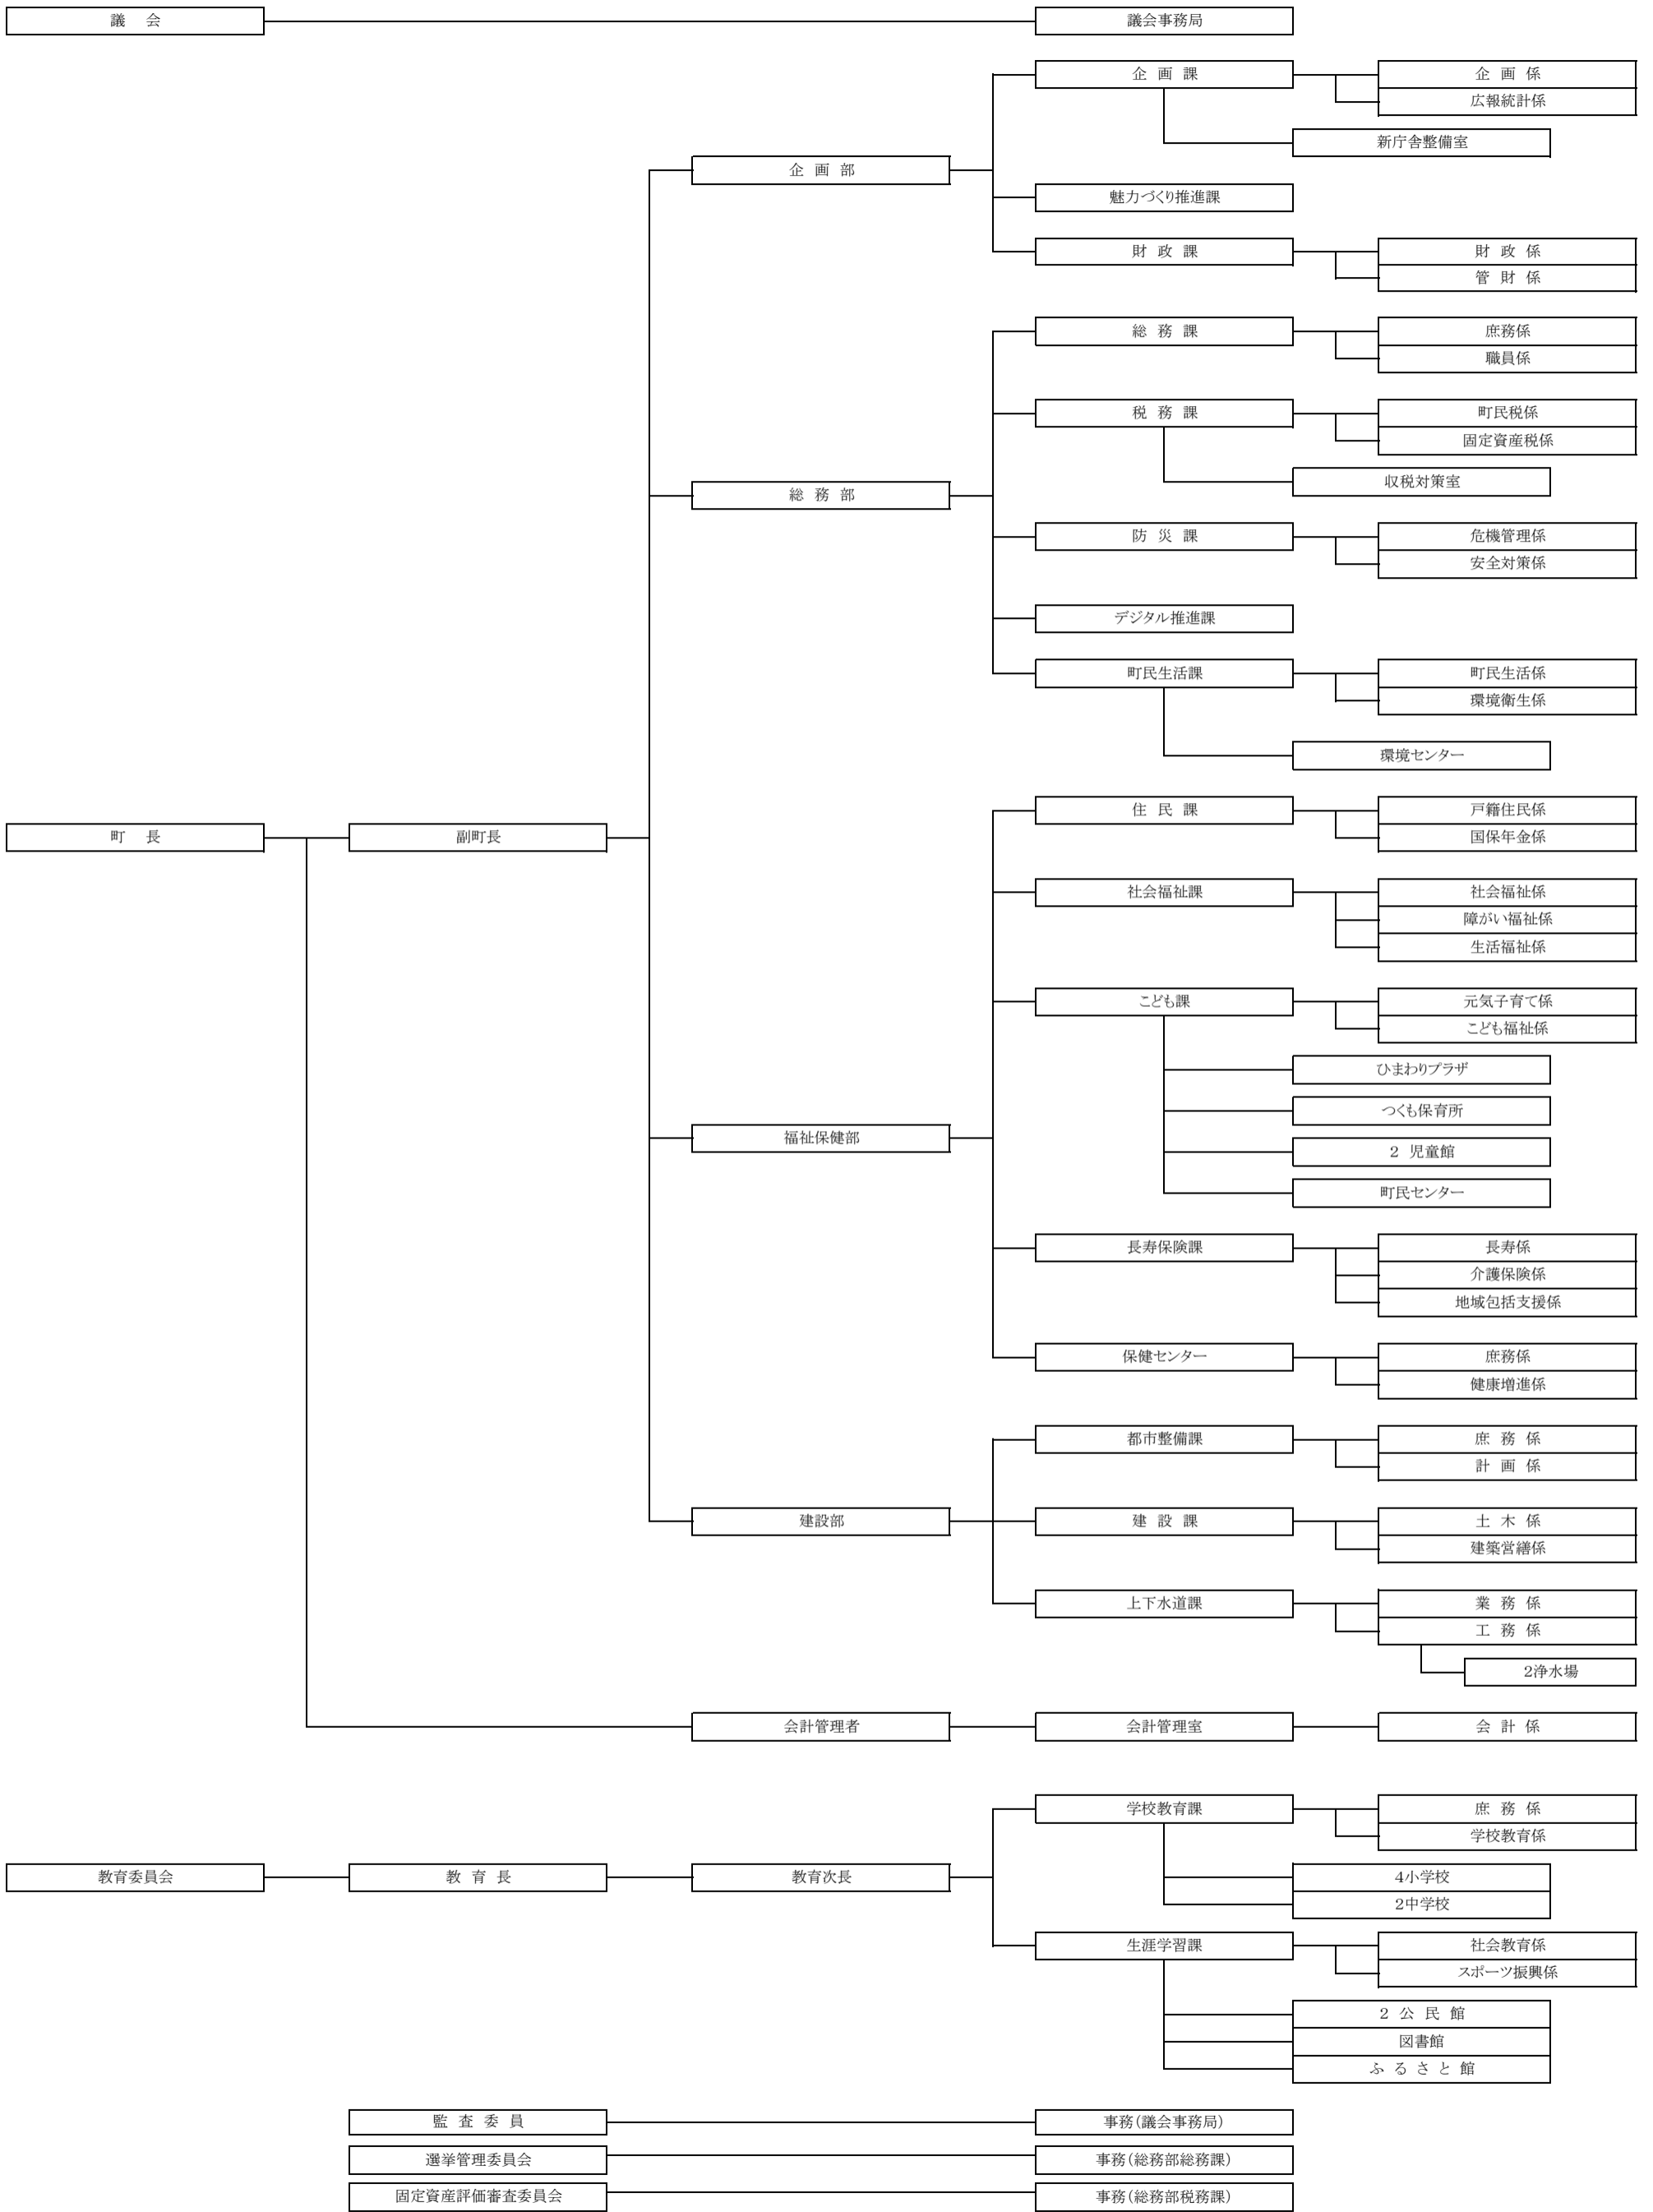 議 会
議会事務局
企 画 課
企 画 係
広報統計係
新庁舎整備室
企 画 部
魅力づくり推進課
財 政 課
財 政 係
管 財 係
総 務 課
庶務係
職員係
税 務 課
町民税係
固定資産税係
収税対策室
総 務 部
防 災 課
危機管理係
安全対策係
デジタル推進課
町民生活課
町民生活係
環境衛生係
環境センター
町 長
副町長
住 民 課
戸籍住民係
国保年金係
社会福祉課
社会福祉係
障がい福祉係
生活福祉係
こども課
元気子育て係
こども福祉係
ひまわりプラザ
つくも保育所
福祉保健部
2 児童館
町民センター
長寿保険課
長寿係
介護保険係
地域包括支援係
保健センター
庶務係
健康増進係
都市整備課
庶 務 係
計 画 係
建設部
建 設 課
土 木 係
建築営繕係
上下水道課
業 務 係
工 務 係
2浄水場
会計管理者
会計管理室
会 計 係
学校教育課
庶 務 係
学校教育係
教育委員会
教 育 長
教育次長
4小学校
2中学校
生涯学習課
社会教育係
スポーツ振興係
2 公 民 館
図書館
ふ る さ と 館
監 査 委 員
事務（議会事務局）
選挙管理委員会
事務（総務部総務課）
固定資産評価審査委員会
事務（総務部税務課）